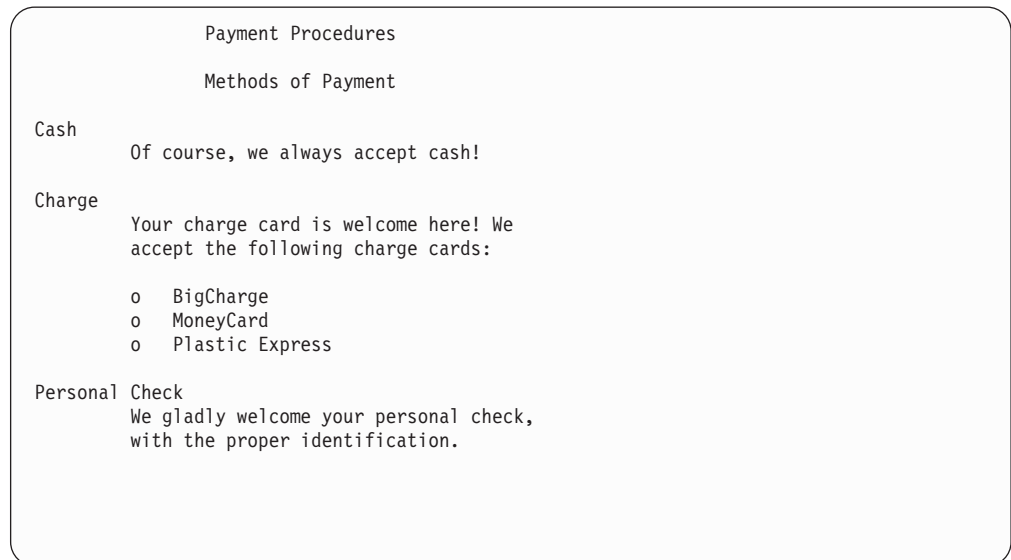 Payment Procedures
Methods of Payment
Cash
Of course, we always accept cash!
Charge
Your charge card is welcome here! We
accept the following charge cards:
o BigCharge
o MoneyCard
o Plastic Express
Personal Check
We gladly welcome your personal check,
with the proper identification.